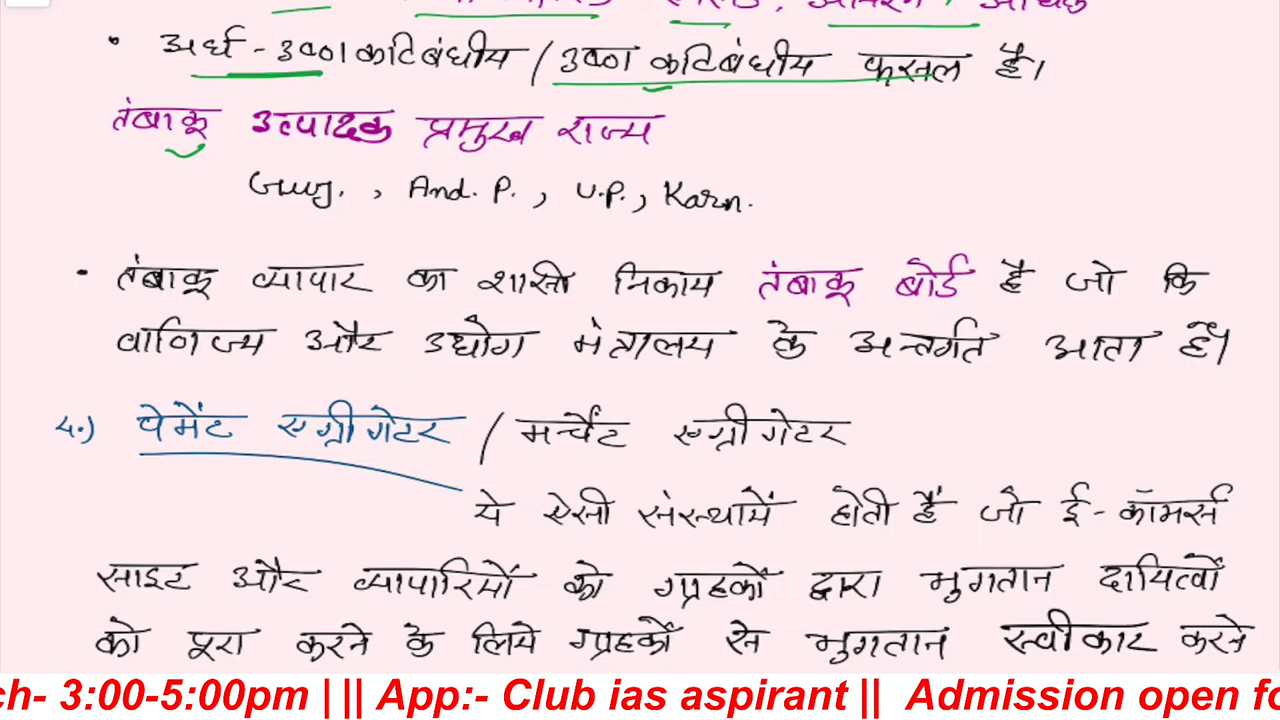 • अर्ध-उष्णकटिबंधीय / उष्ण कटिबंधीय फसल है।
तंबाकू उत्पादक प्रमुख राज्य
Guj., And. P., U.P., Karn.
• तंबाकू व्यापार का शासी निकाय तंबाकू बोर्ड है जो कि
वाणिज्य और उद्योग मंत्रालय के अन्तर्गत आता है।
4.) पेमेंट एग्रीगेटर / मर्चेंट एग्रीगेटर
ये ऐसी संस्थायें होती हैं जो ई-कॉमर्स
साइट और व्यापारियों को ग्राहकों द्वारा भुगतान दायित्वों
को पूरा करने के लिये ग्राहकों से भुगतान स्वीकार करने
ch- 3:00-5:00pm | || App:- Club ias aspirant || Admission open fo